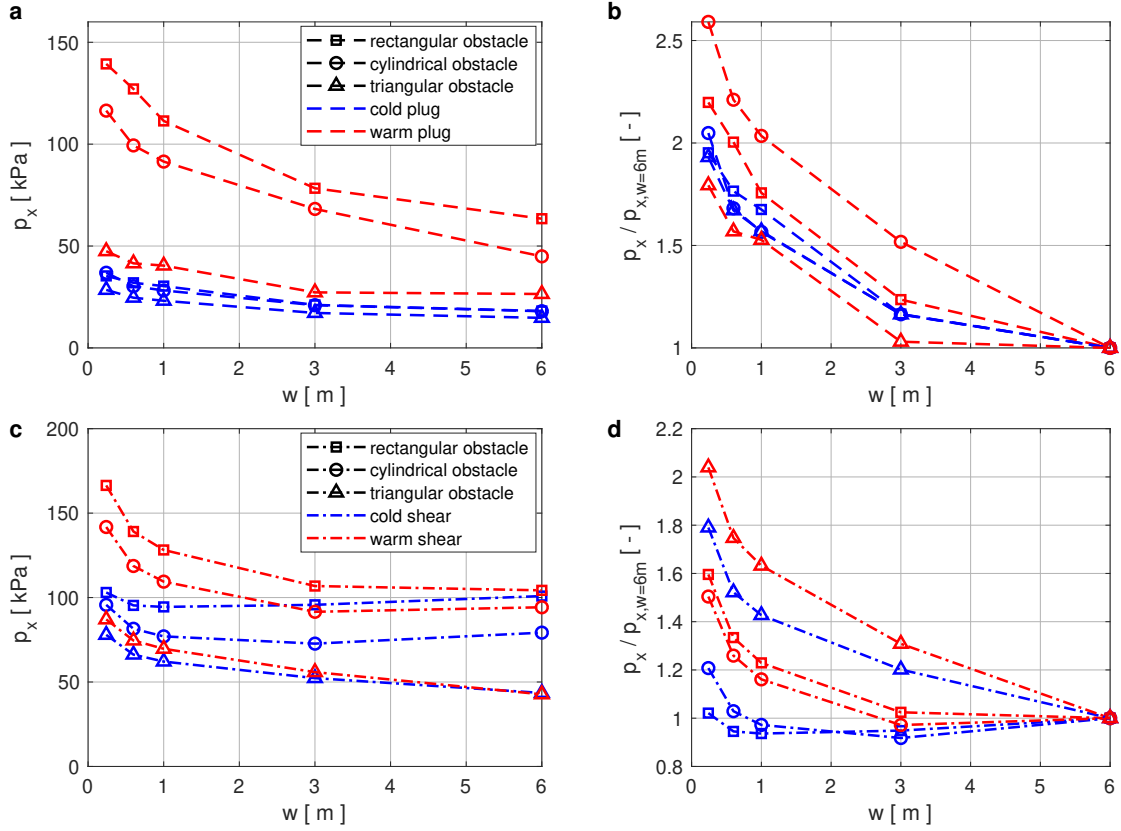 a
150
100
50
0
p_x [ kPa ]
0 1 2 3 4 5 6
w [ m ]
rectangular obstacle
cylindrical obstacle
triangular obstacle
cold plug
warm plug
b
2.5
2
1.5
1
p_x / p_x,w=6m [ - ]
0 1 2 3 4 5 6
w [ m ]
c
200
150
100
50
0
p_x [ kPa ]
0 1 2 3 4 5 6
w [ m ]
rectangular obstacle
cylindrical obstacle
triangular obstacle
cold shear
warm shear
d
2.2
2
1.8
1.6
1.4
1.2
1
0.8
p_x / p_x,w=6m [ - ]
0 1 2 3 4 5 6
w [ m ]